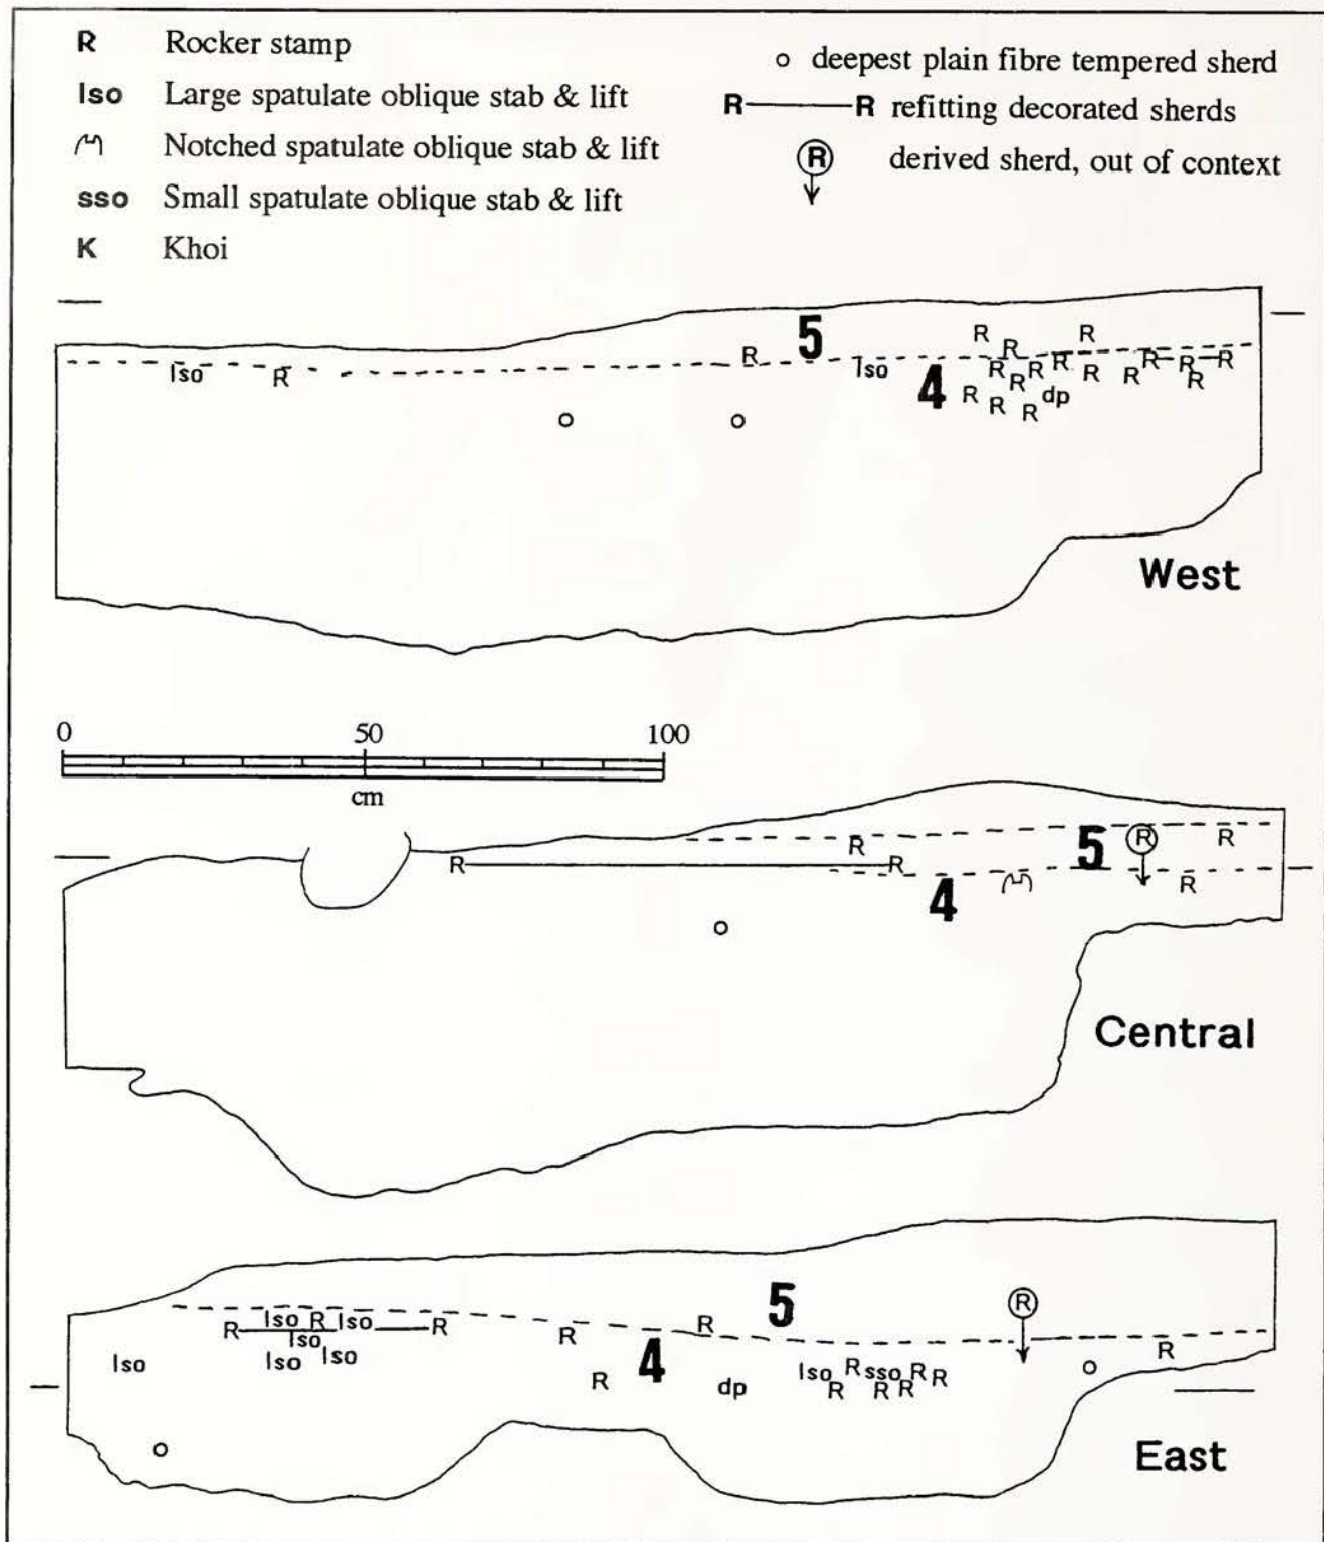 R Rocker stamp
lso Large spatulate oblique stab & lift
Notched spatulate oblique stab & lift
sso Small spatulate oblique stab & lift
K Khoi
deepest plain fibre tempered sherd
R R refitting decorated sherds
R derived sherd, out of context
5 R R R
R lso R R R R R R
lso R 4 R R R R
R R R dp
West
0 50 100
cm
R 5 R R
R R R
4
Central
5 R
lso R lso R
R lso R R R
lso lso lso 4 lso R sso R R
R dp R R R
East